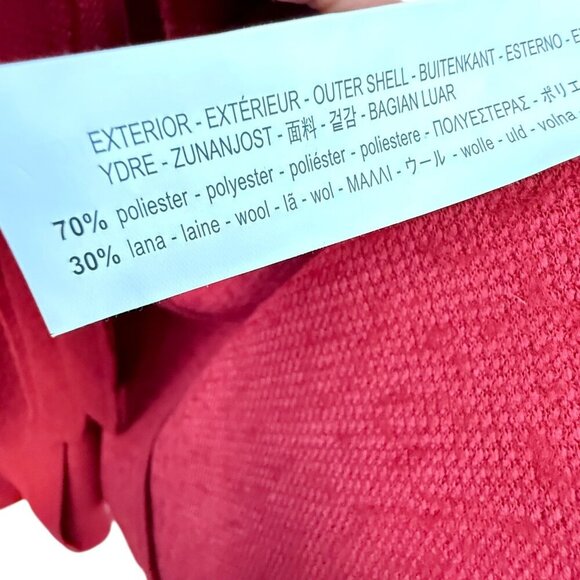 EXTERIOR - EXTÉRIEUR - OUTER SHELL - BUITENKANT - ESTERNO -
YDRE - ZUNANJOST - 面料 - 겉감 - BAGIAN LUAR
70% poliester - polyester - poliéster - poliestere - ΠΟΛΥΕΣΤΕΡΑΣ - ポリエ
30% lana - laine - wool - lã - wol - ΜΑΛΛΙ - ウール - wolle - uld - volna